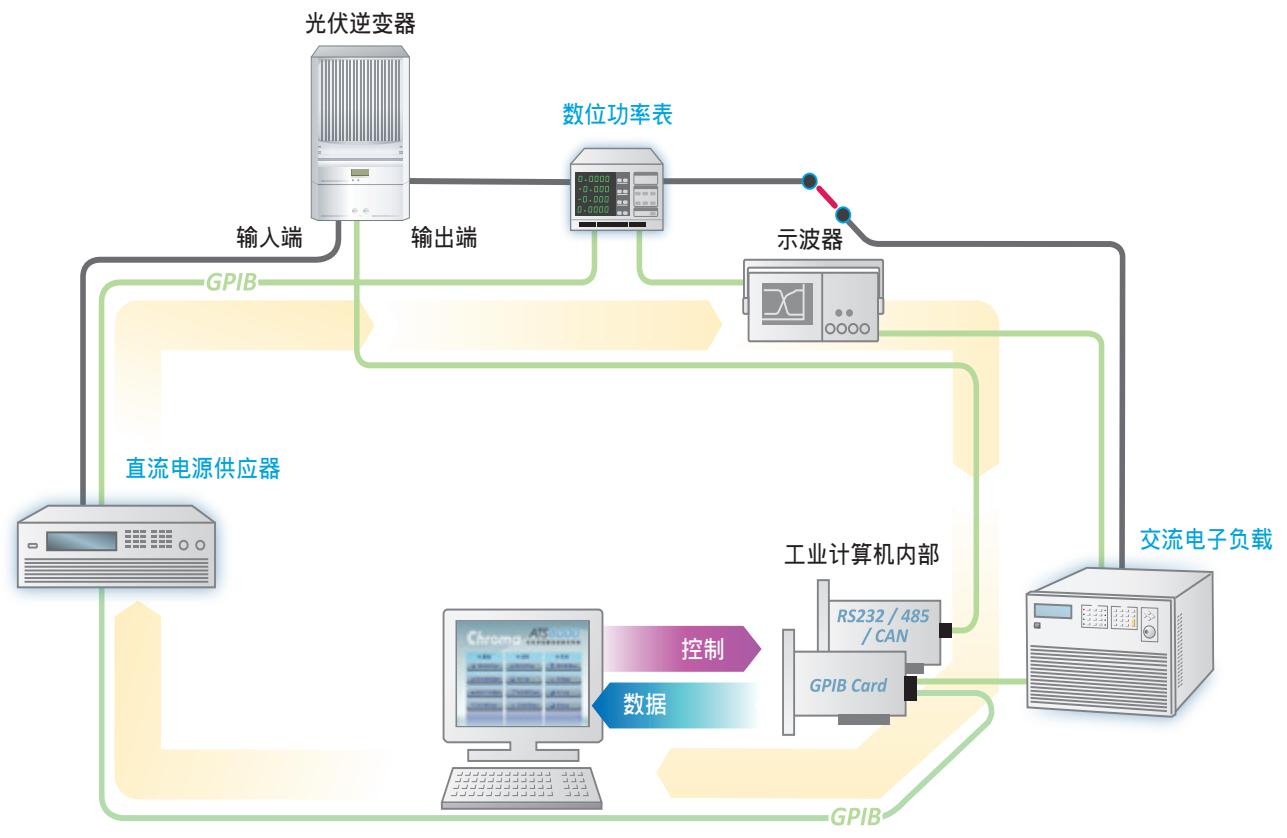 光伏逆变器
数位功率表
0.0000
-0.000
-0.000
0.0000
输入端
输出端
示波器
GPIB
直流电源供应器
工业计算机内部
交流电子负载
RS232 / 485
/ CAN
Chroma ATS8000
控制
GPIB Card
数据
GPIB